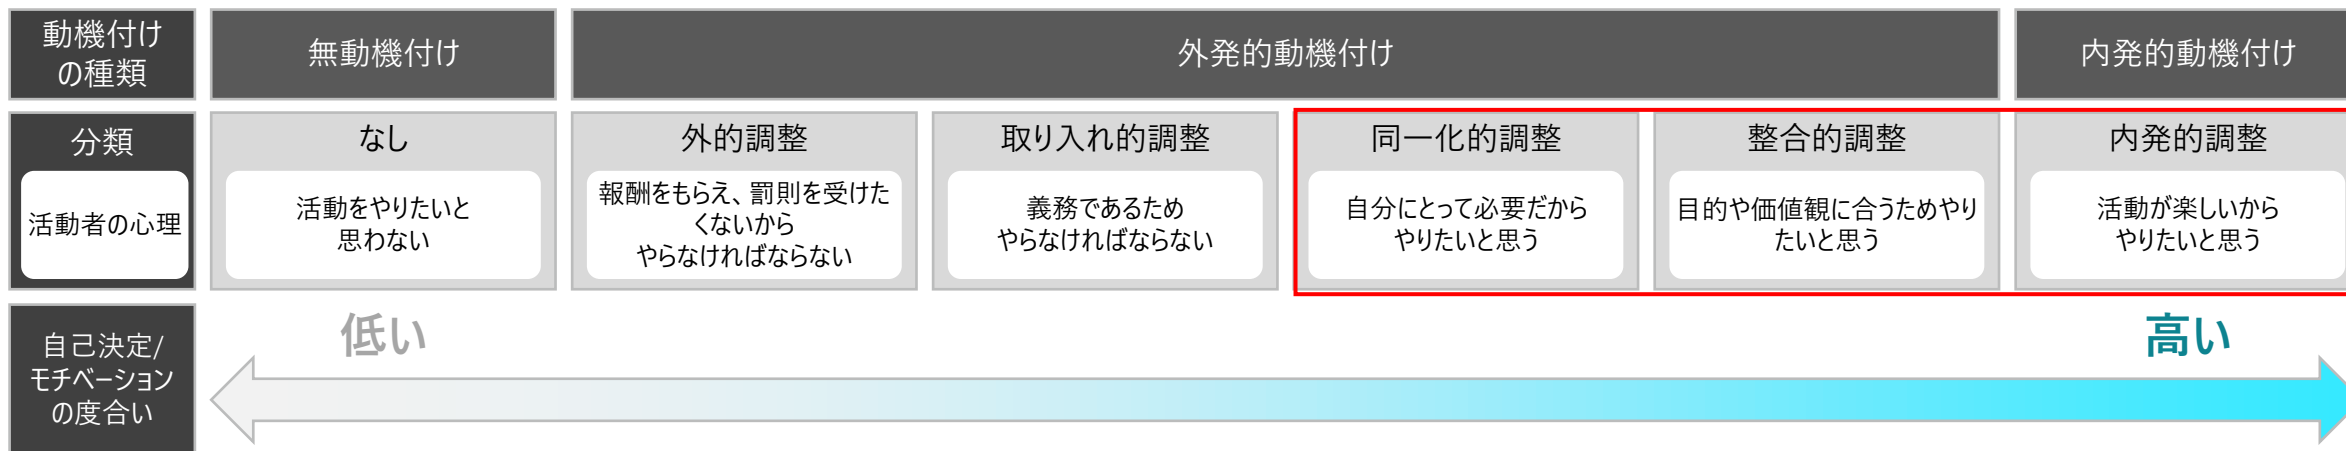 動機付け
の種類
無動機付け
外発的動機付け
内発的動機付け
分類
活動者の心理
なし
活動をやりたいと
思わない
外的調整
報酬をもらえ、罰則を受けた
くないから
やらなければならない
取り入れ的調整
義務であるため
やらなければならない
同一化的調整
自分にとって必要だから
やりたいと思う
整合的調整
目的や価値観に合うためやり
たいと思う
内発的調整
活動が楽しいから
やりたいと思う
自己決定/
モチベーション
の度合い
低い
高い